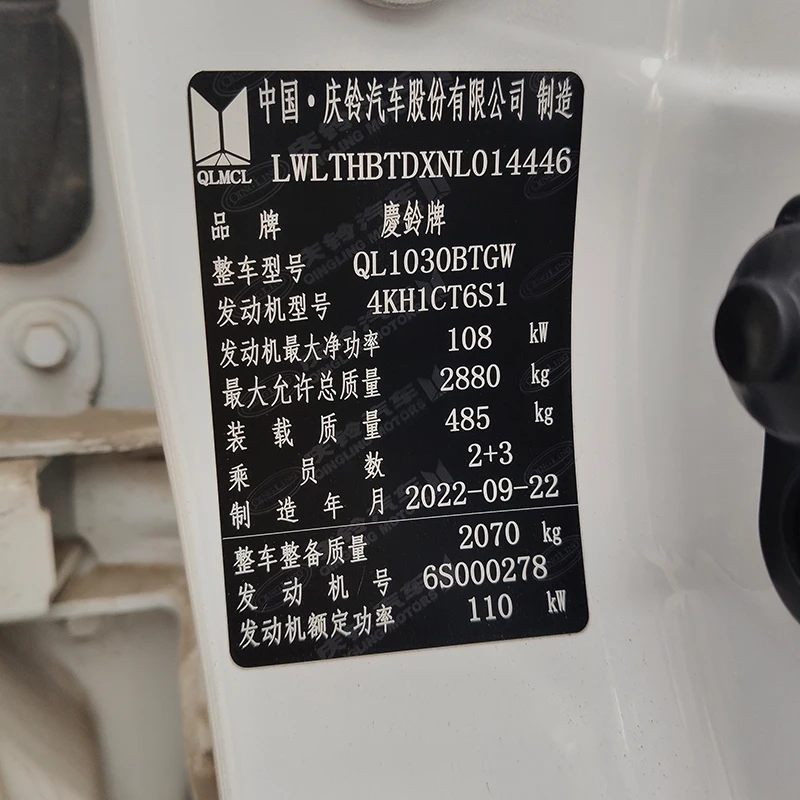 中国·庆铃汽车股份有限公司 制造
QLMCL
LWLTHBTDXNL014446
品牌 慶鈴牌
整车型号 QL1030BTGW
发动机型号 4KH1CT6S1
发动机最大净功率 108 kW
最大允许总质量 2880 kg
装载质量 485 kg
乘员数 2+3
制造年月 2022-09-22
整车整备质量 2070 kg
发动机号 6S000278
发动机额定功率 110 kW